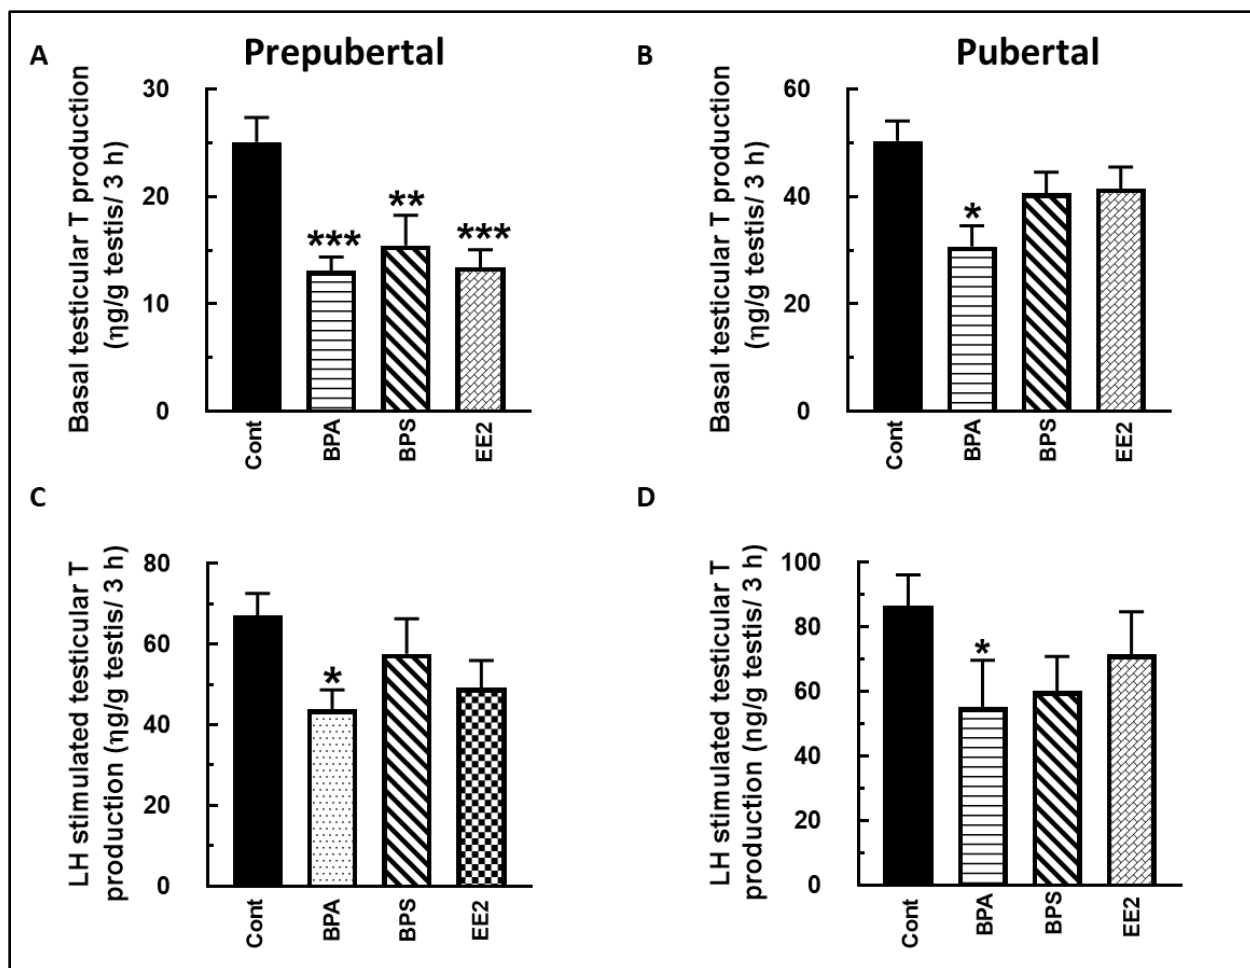 A
Prepubertal
Basal testicular T production
(ηg/g testis/ 3 h)
30
20
10
0
***
**
***
Cont
BPA
BPS
EE2
B
Pubertal
Basal testicular T production
(ηg/g testis/ 3 h)
60
40
20
0
*
Cont
BPA
BPS
EE2
C
LH stimulated testicular T
production (ηg/g testis/ 3 h)
80
60
40
20
0
*
Cont
BPA
BPS
EE2
D
LH stimulated testicular T
production (ng/g testis/ 3 h)
100
80
60
40
20
0
*
Cont
BPA
BPS
EE2